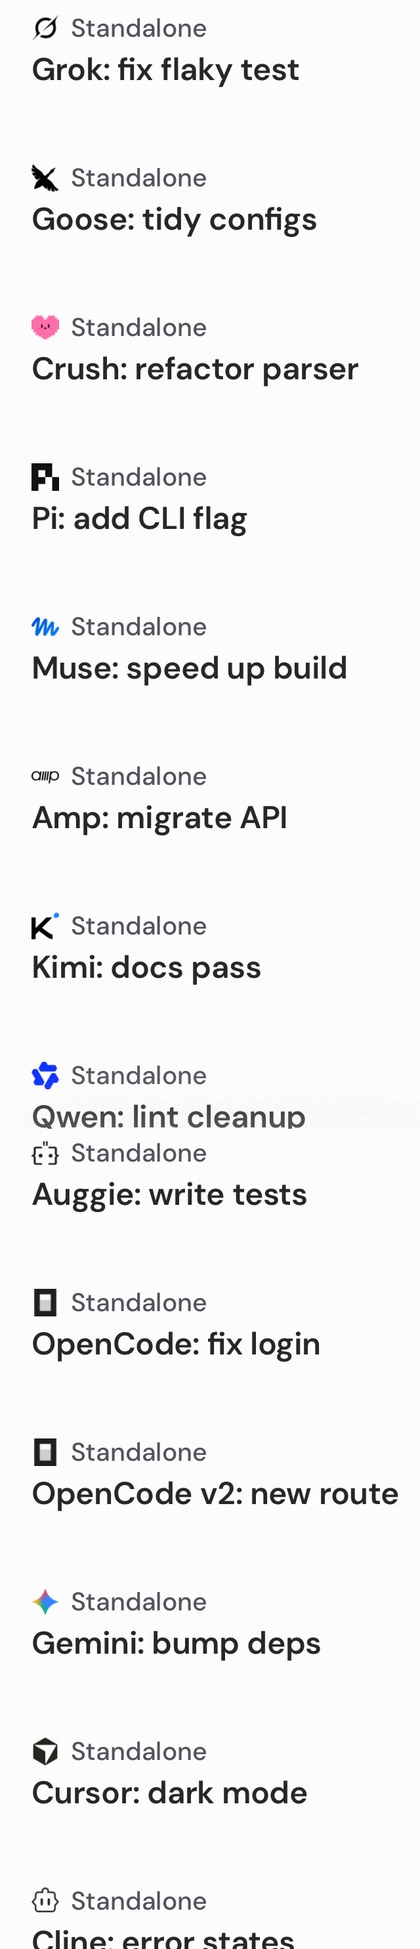 Standalone
Grok: fix flaky test
Standalone
Goose: tidy configs
Standalone
Crush: refactor parser
Standalone
Pi: add CLI flag
Standalone
Muse: speed up build
amp Standalone
Amp: migrate API
Standalone
Kimi: docs pass
Standalone
Qwen: lint cleanup
Standalone
Auggie: write tests
Standalone
OpenCode: fix login
Standalone
OpenCode v2: new route
Standalone
Gemini: bump deps
Standalone
Cursor: dark mode
Standalone
Cline: error states